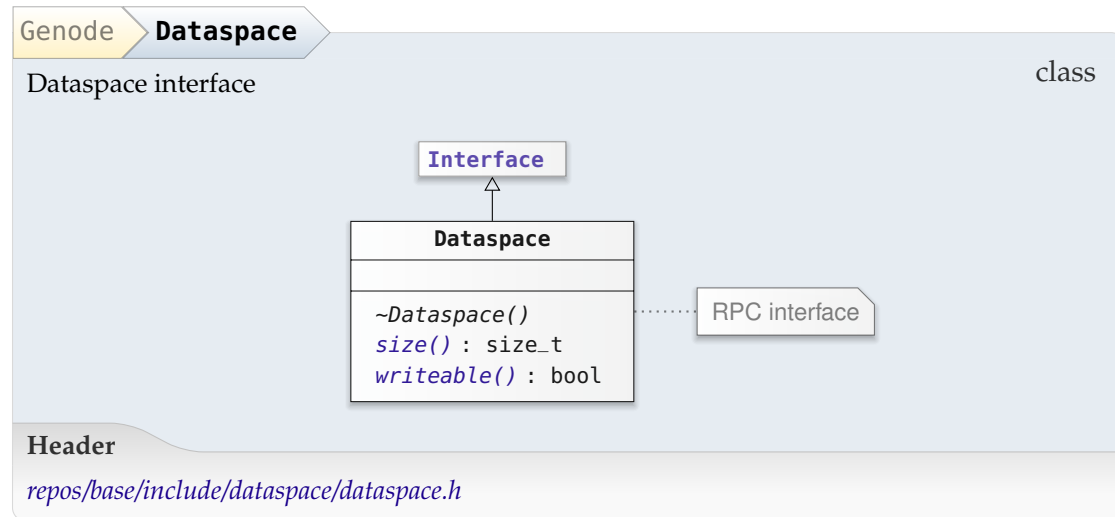 Genode Dataspace
Dataspace interface
class
Interface
Dataspace
~Dataspace()
size() : size_t
writeable() : bool
RPC interface
Header
repos/base/include/dataspace/dataspace.h